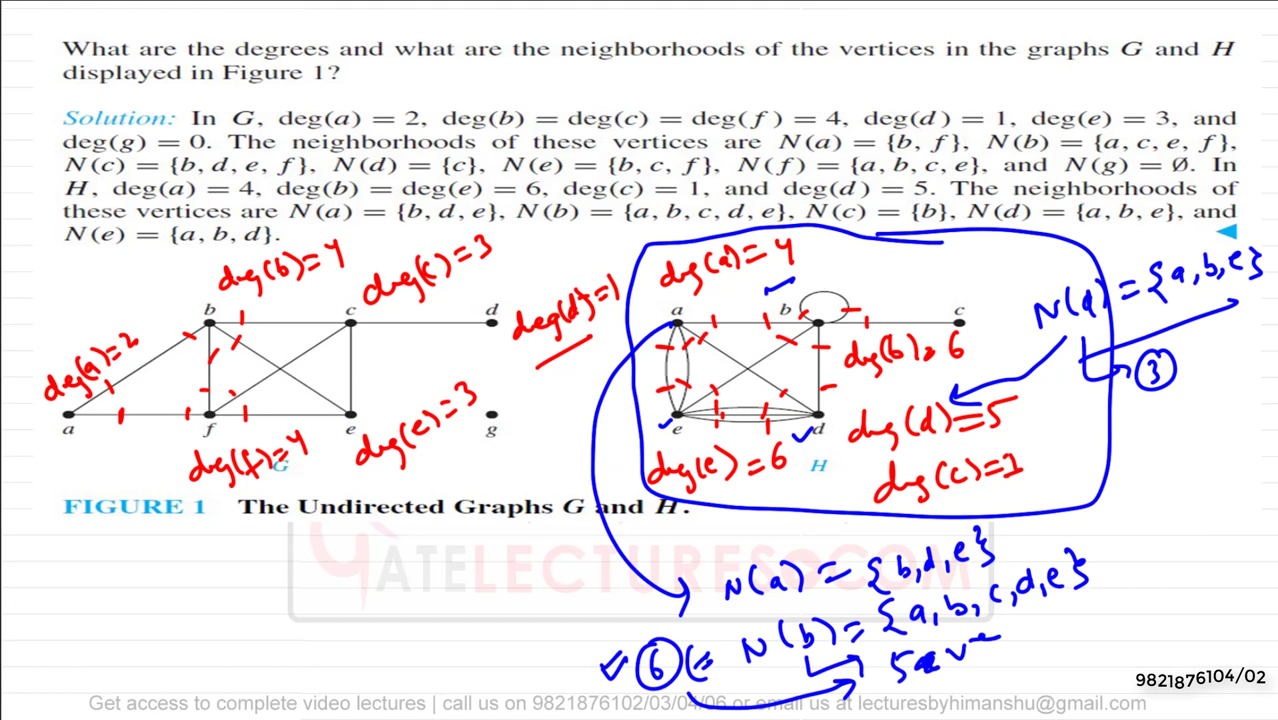 What are the degrees and what are the neighborhoods of the vertices in the graphs G and H
displayed in Figure 1?
Solution: In G, deg(a) = 2, deg(b) = deg(c) = deg(f) = 4, deg(d) = 1, deg(e) = 3, and
deg(g) = 0. The neighborhoods of these vertices are N(a) = {b, f}, N(b) = {a, c, e, f},
N(c) = {b, d, e, f}, N(d) = {c}, N(e) = {b, c, f}, N(f) = {a, b, c, e}, and N(g) = ∅. In
H, deg(a) = 4, deg(b) = deg(e) = 6, deg(c) = 1, and deg(d) = 5. The neighborhoods of
these vertices are N(a) = {b, d, e}, N(b) = {a, b, c, d, e}, N(c) = {b}, N(d) = {a, b, e}, and
N(e) = {a, b, d}.
deg(b)=4 deg(c)=3 deg(a)=4 N(d)={a,b,e}
b c d deg(d)=1 a b c
deg(a)=2 deg(b)=6 3
a f e g e d deg(d)=5
deg(f)=4 deg(e)=3 deg(e)=6 deg(c)=1
G H
FIGURE 1 The Undirected Graphs G and H.
YATELECTURES.COM
N(a) = {b,d,e}
6 N(b) = {a,b,c,d,e}
5
9821876104/02
Get access to complete video lectures | call us at 9821876102/03/04/06 or email us at lecturesbyhimanshu@gmail.com